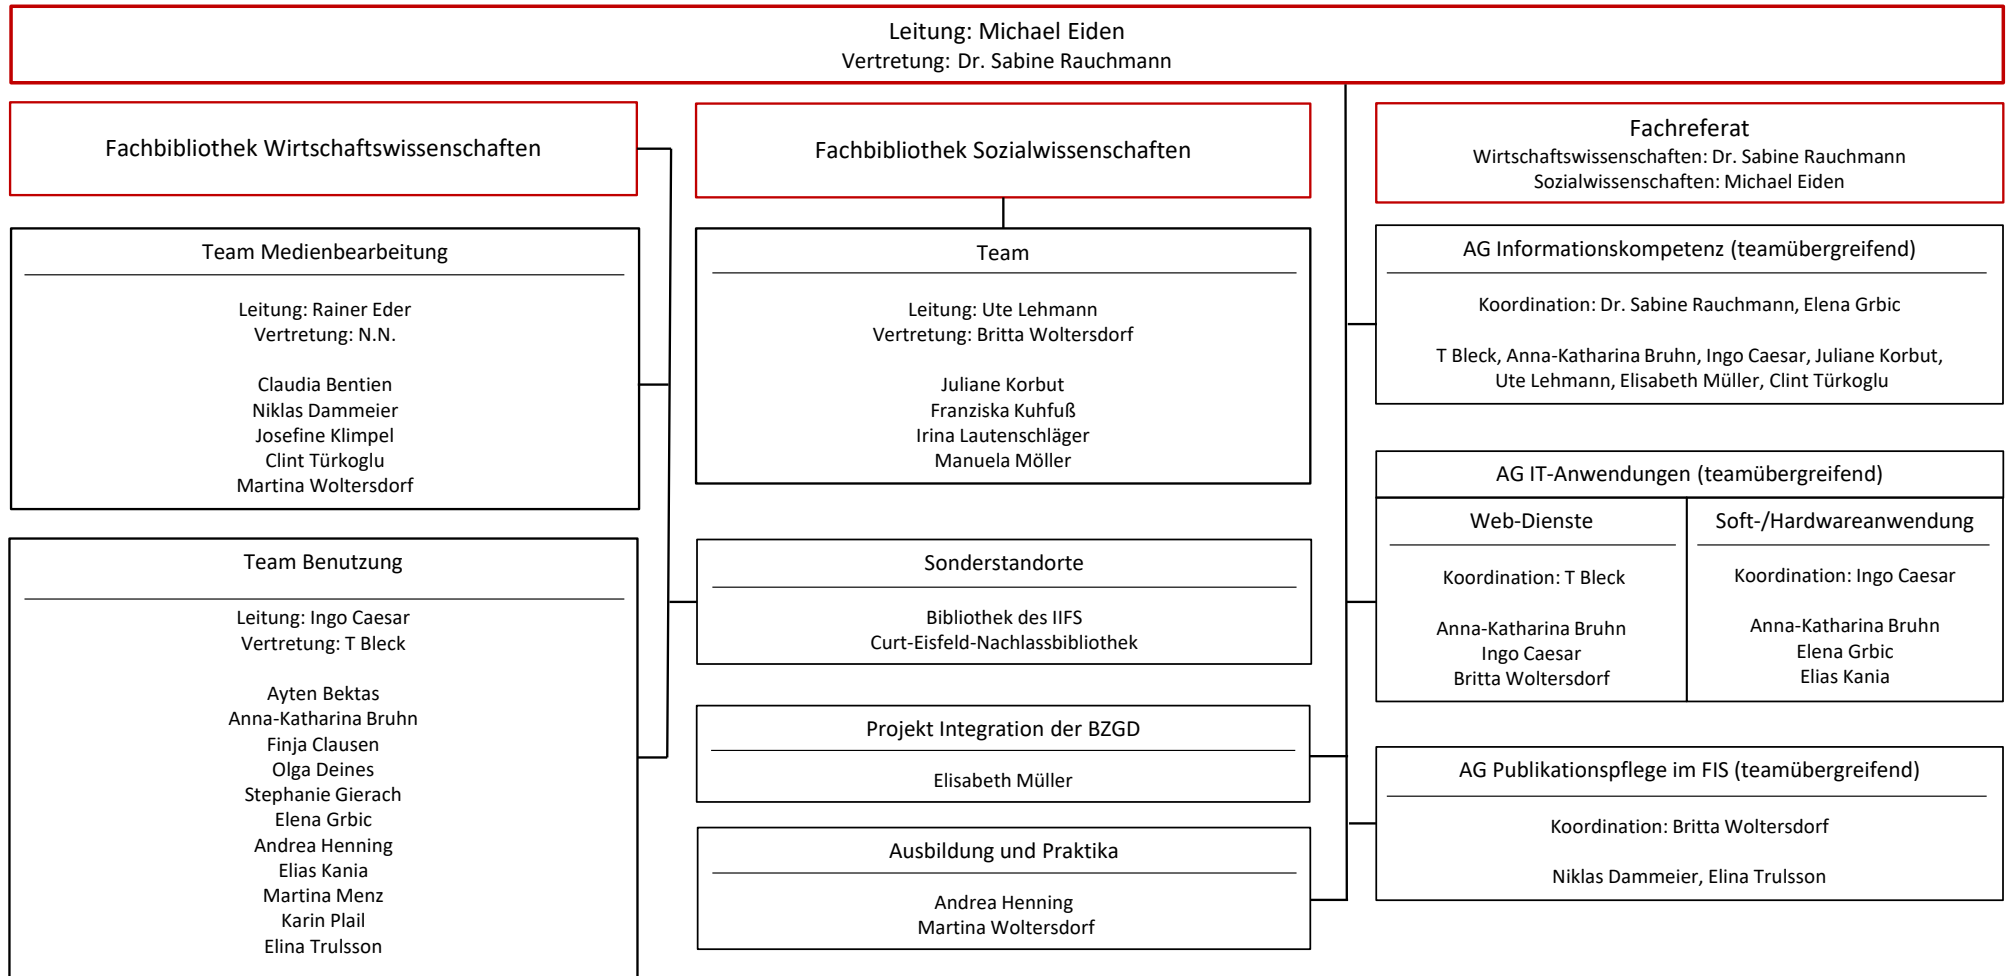 Leitung: Michael Eiden
Vertretung: Dr. Sabine Rauchmann
Fachbibliothek Wirtschaftswissenschaften
Team Medienbearbeitung
Leitung: Rainer Eder
Vertretung: N.N.
Claudia Bentien
Niklas Dammeier
Josefine Klimpel
Clint Türkoglu
Martina Woltersdorf
Team Benutzung
Leitung: Ingo Caesar
Vertretung: T Bleck
Ayten Bektas
Anna-Katharina Bruhn
Finja Clausen
Olga Deines
Stephanie Gierach
Elena Grbic
Andrea Henning
Elias Kania
Martina Menz
Karin Plail
Elina Trulsson
Fachbibliothek Sozialwissenschaften
Team
Leitung: Ute Lehmann
Vertretung: Britta Woltersdorf
Juliane Korbut
Franziska Kuhfuß
Irina Lautenschläger
Manuela Möller
Sonderstandorte
Bibliothek des IIFS
Curt-Eisfeld-Nachlassbibliothek
Projekt Integration der BZGD
Elisabeth Müller
Ausbildung und Praktika
Andrea Henning
Martina Woltersdorf
Fachreferat
Wirtschaftswissenschaften: Dr. Sabine Rauchmann
Sozialwissenschaften: Michael Eiden
AG Informationskompetenz (teamübergreifend)
Koordination: Dr. Sabine Rauchmann, Elena Grbic
T Bleck, Anna-Katharina Bruhn, Ingo Caesar, Juliane Korbut,
Ute Lehmann, Elisabeth Müller, Clint Türkoglu
AG IT-Anwendungen (teamübergreifend)
Web-Dienste
Koordination: T Bleck
Anna-Katharina Bruhn
Ingo Caesar
Britta Woltersdorf
Soft-/Hardwareanwendung
Koordination: Ingo Caesar
Anna-Katharina Bruhn
Elena Grbic
Elias Kania
AG Publikationspflege im FIS (teamübergreifend)
Koordination: Britta Woltersdorf
Niklas Dammeier, Elina Trulsson